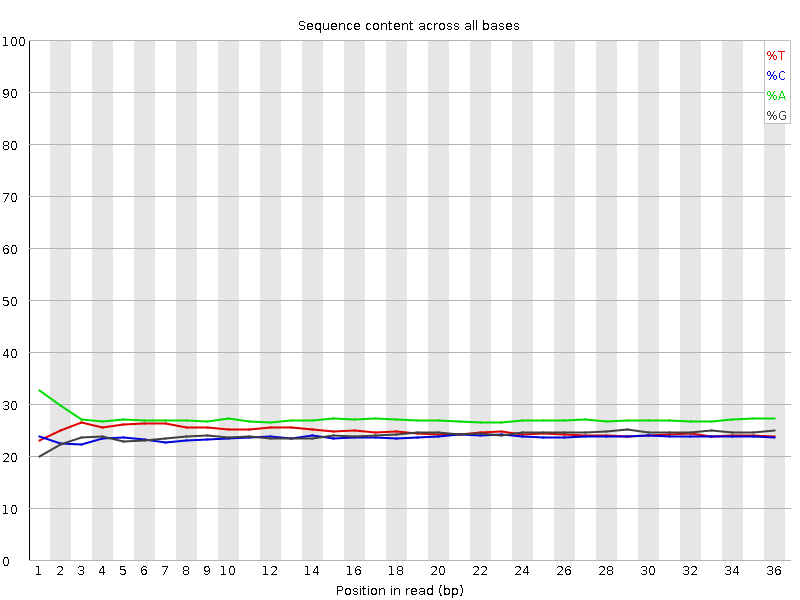 Sequence content across all bases
100
90
80
70
60
50
40
30
20
10
0
%T
%C
%A
%G
1 2 3 4 5 6 7 8 9 10 12 14 16 18 20 22 24 26 28 30 32 34 36
Position in read (bp)